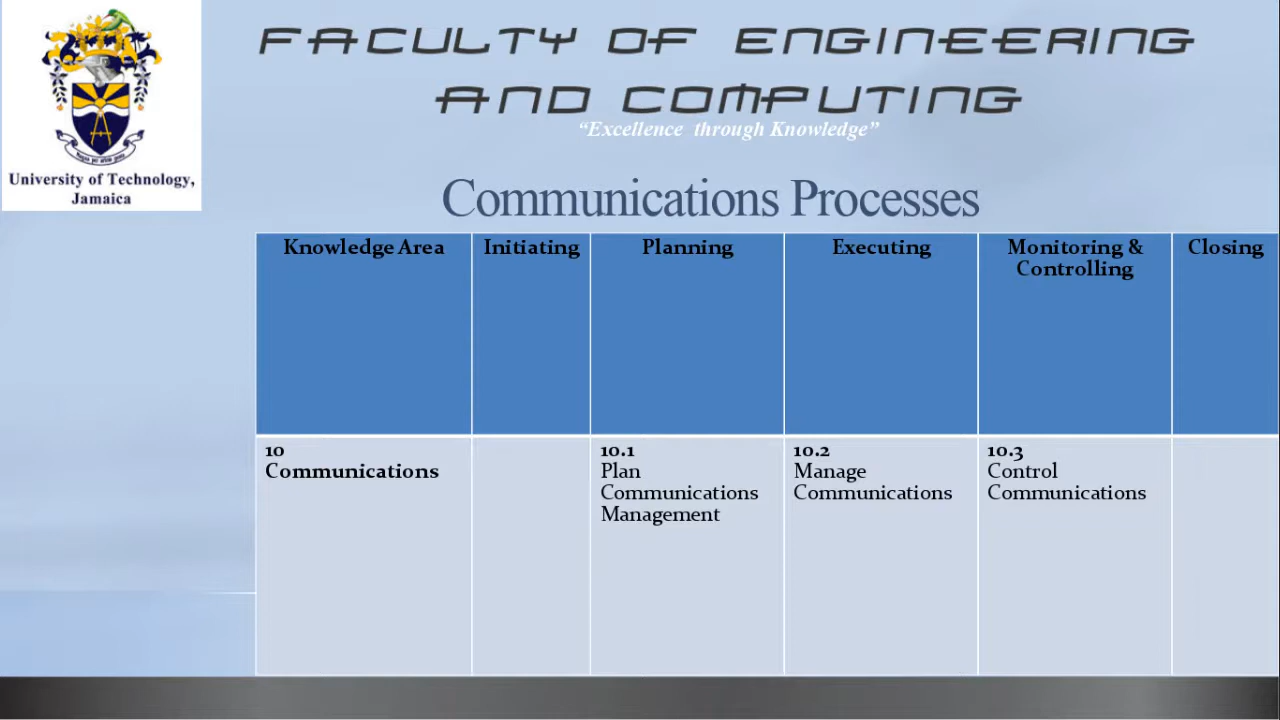 FACULTY OF ENGINEERING
AND COMPUTING
“Excellence through Knowledge”
University of Technology,
Jamaica
Communications Processes
Knowledge Area Initiating Planning Executing Monitoring & Closing
Controlling
10 10.1 10.2 10.3
Communications Plan Manage Control
Communications Communications Communications
Management